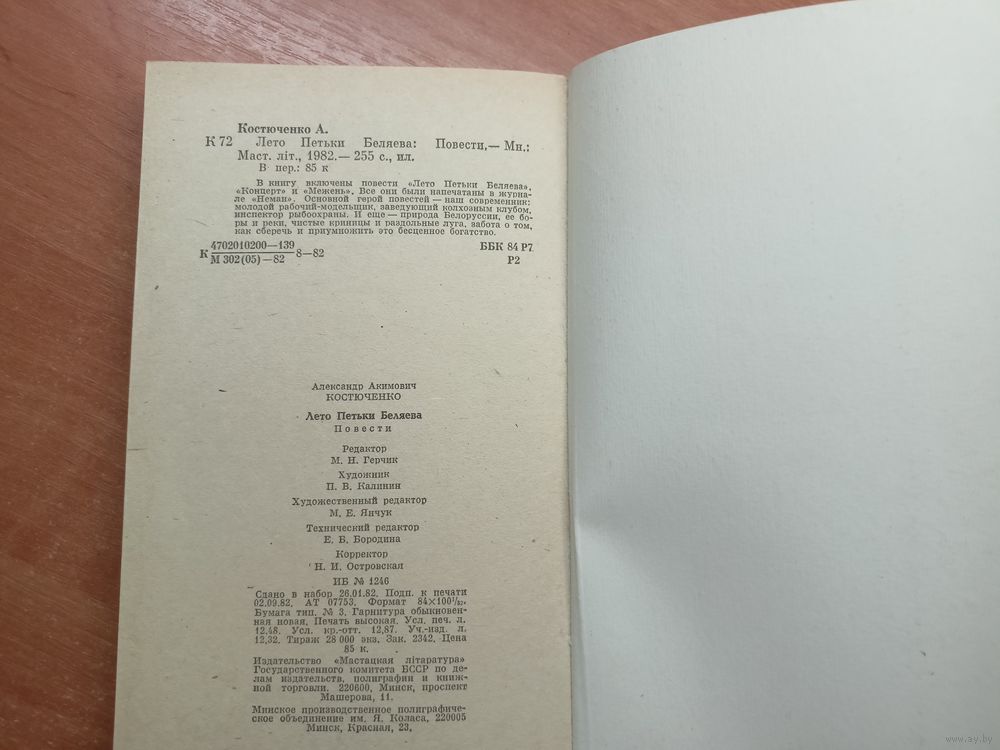 Костюченко А.
К 72 Лето Петьки Беляева: Повести.— Мн.:
Маст. літ., 1982.— 255 с., ил.
В пер.: 85 к
В книгу включены повести «Лето Петьки Беляева»,
«Концерт» и «Межень». Все они были напечатаны в журна-
ле «Неман». Основной герой повестей — наш современник:
молодой рабочий-модельщик, заведующий колхозным клубом,
инспектор рыбоохраны. И еще — природа Белоруссии, ее бо-
ры и реки, чистые криницы и раздольные луга, забота о том,
как сберечь и приумножить это бесценное богатство.
К 4702010200—139 8—82
М 302(05)—82
ББК 84 Р7
Р2
Александр Акимович
КОСТЮЧЕНКО
Лето Петьки Беляева
Повести
Редактор
М. Н. Герчик
Художник
П. В. Калинин
Художественный редактор
М. Е. Янчук
Технический редактор
Е. В. Бородина
Корректор
Н. И. Островская
ИБ № 1246
Сдано в набор 26.01.82. Подп. к печати
02.09.82. АТ 07753. Формат 84×100¹/₃₂.
Бумага тип. № 3. Гарнитура обыкновен-
ная новая. Печать высокая. Усл. печ. л.
12,48. Усл. кр.-отт. 12,87. Уч.-изд. л.
12,32. Тираж 28 000 экз. Зак. 2342. Цена
85 к.
Издательство «Мастацкая літаратура»
Государственного комитета БССР по де-
лам издательств, полиграфии и книж-
ной торговли. 220600, Минск, проспект
Машерова, 11.
Минское производственное полиграфиче-
ское объединение им. Я. Коласа. 220005
Минск, Красная, 23.
www.ay.by